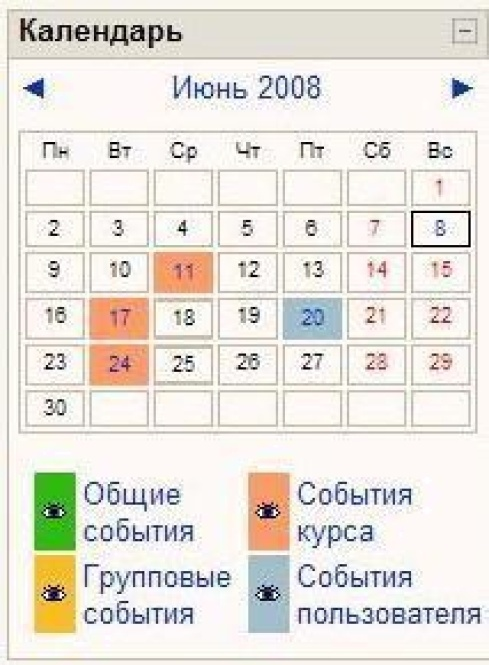 Календарь
Июнь 2008
Пн Вт Ср Чт Пт Сб Вс
1
2 3 4 5 6 7 8
9 10 11 12 13 14 15
16 17 18 19 20 21 22
23 24 25 26 27 28 29
30
Общие события
События курса
Групповые события
События пользователя